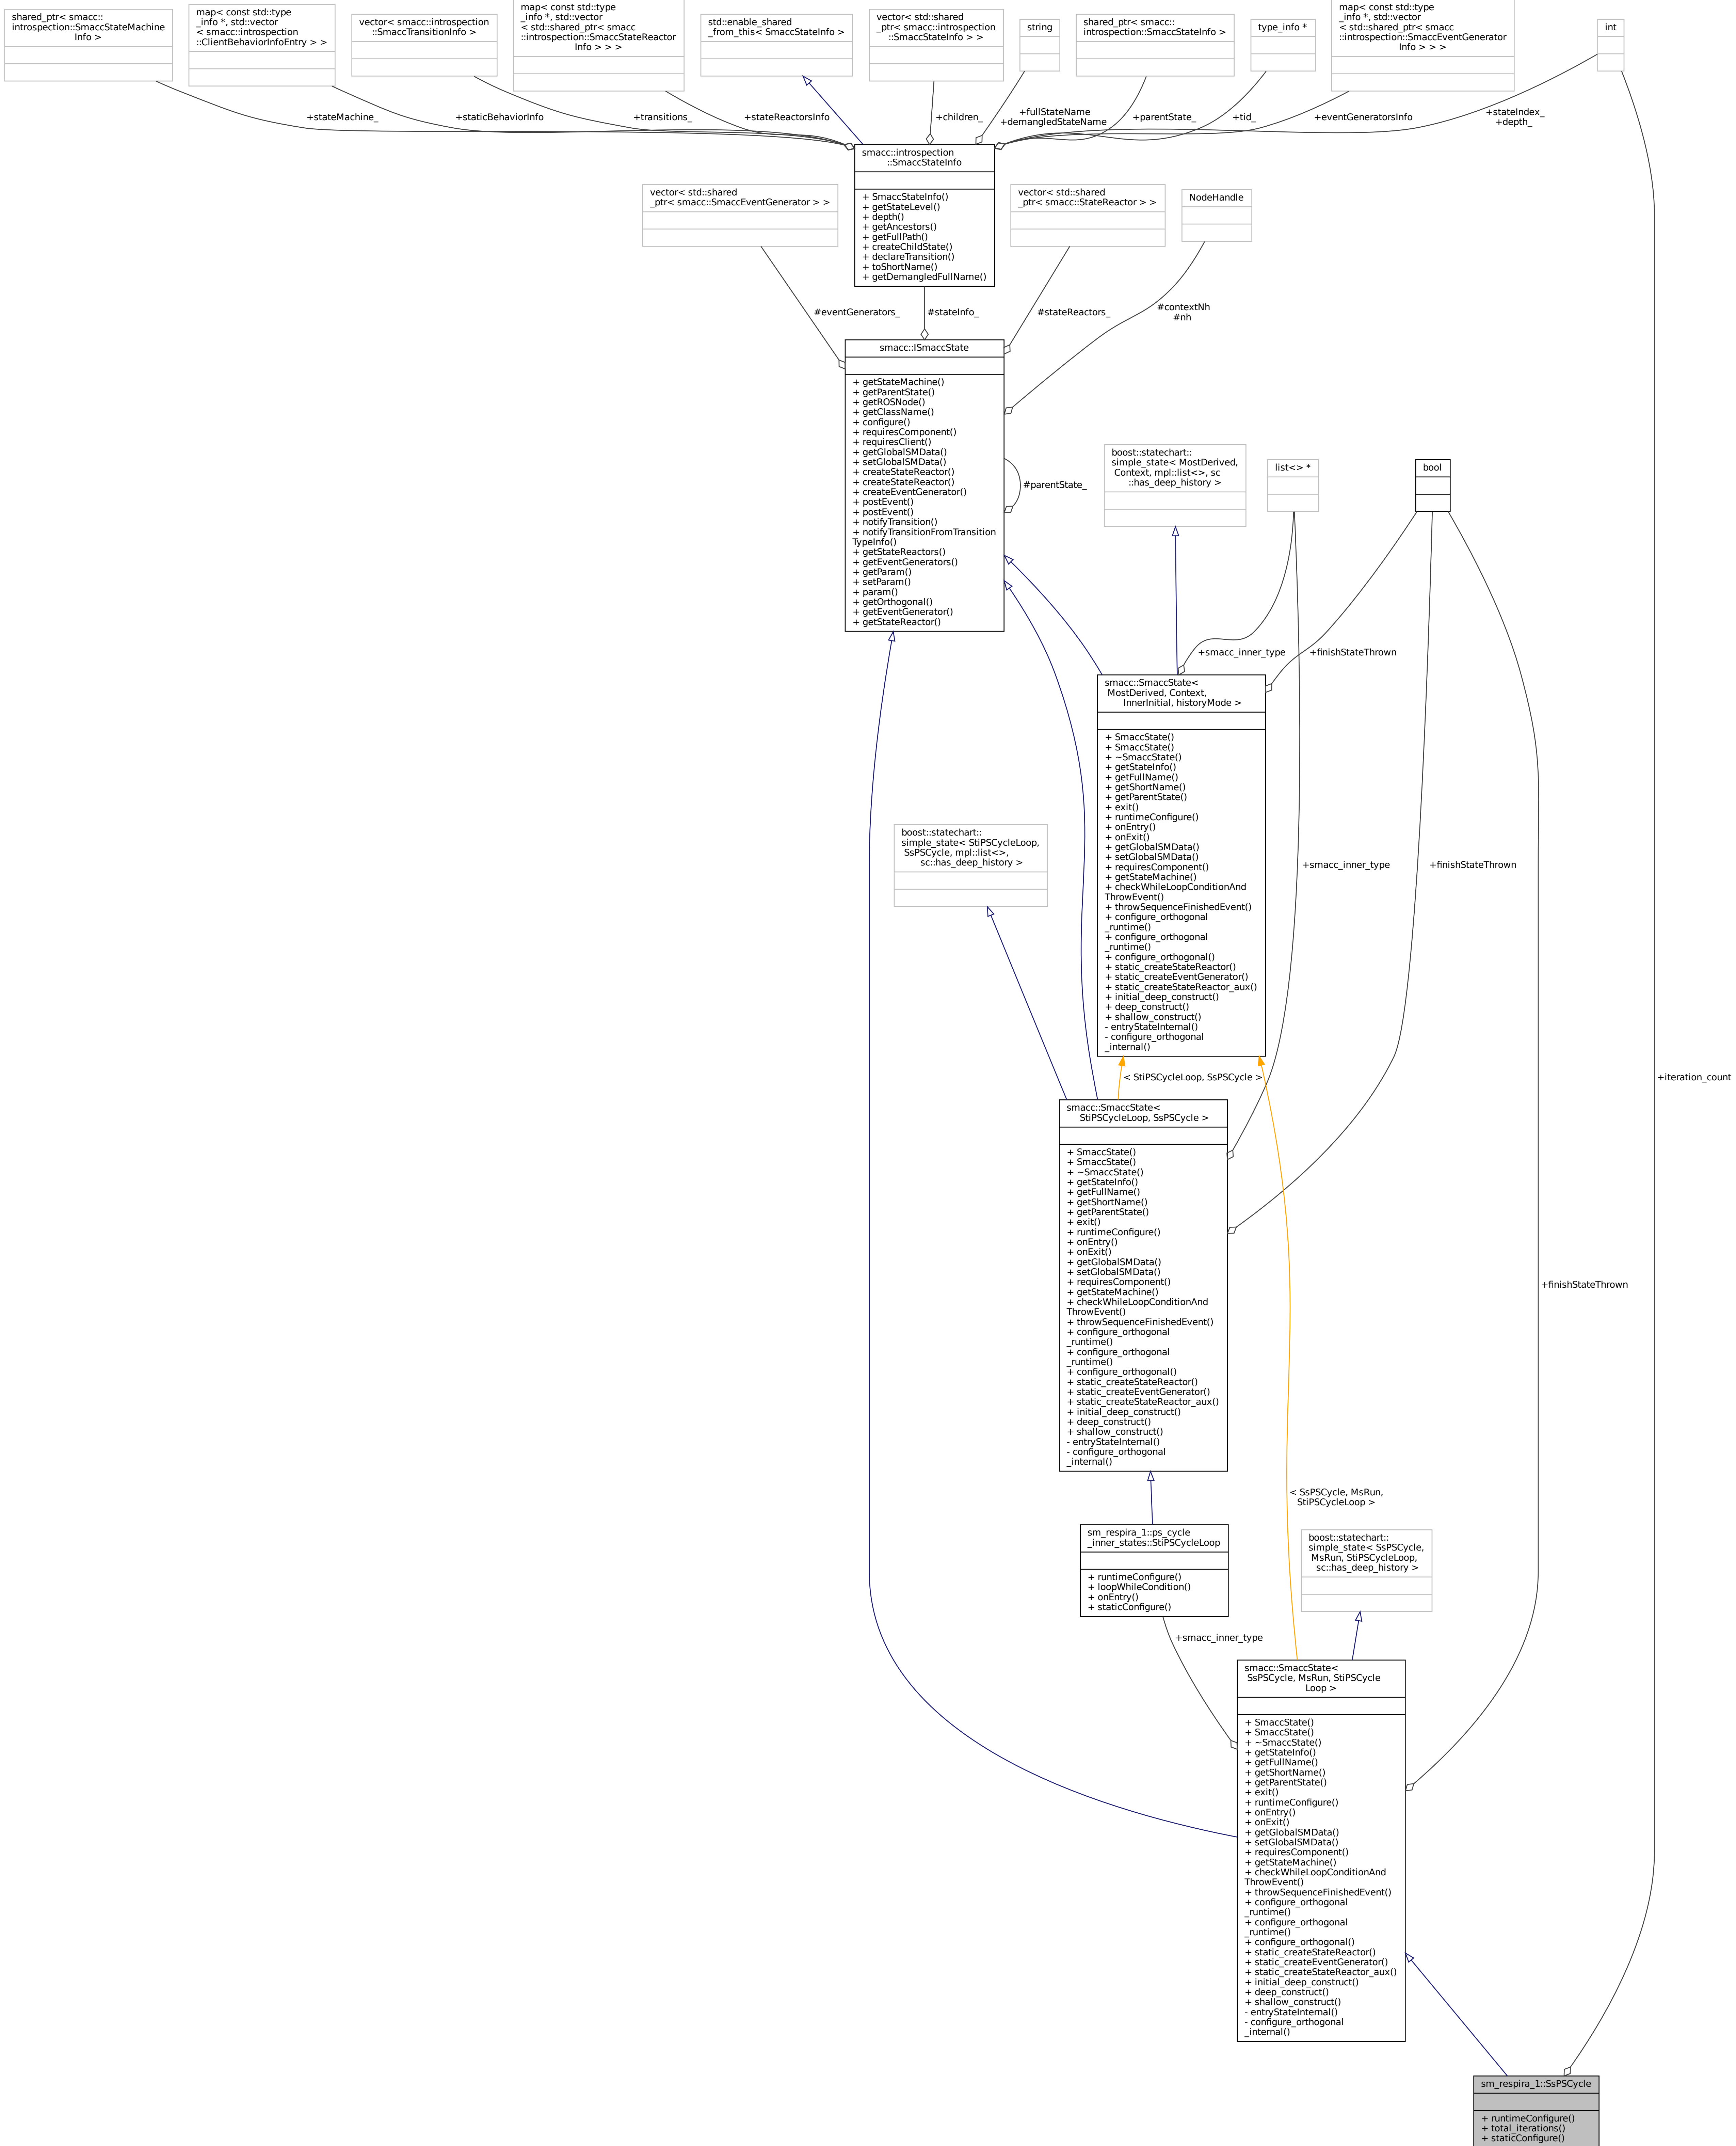 shared_ptr< smacc::
introspection::SmaccStateMachine
Info >
map< const std::type
_info *, std::vector
< smacc::introspection
::ClientBehaviorInfoEntry > >
vector< smacc::introspection
::SmaccTransitionInfo >
map< const std::type
_info *, std::vector
< std::shared_ptr< smacc
::introspection::SmaccStateReactor
Info > > >
std::enable_shared
_from_this< SmaccStateInfo >
vector< std::shared
_ptr< smacc::introspection
::SmaccStateInfo > >
string
shared_ptr< smacc::
introspection::SmaccStateInfo >
type_info *
map< const std::type
_info *, std::vector
< std::shared_ptr< smacc
::introspection::SmaccEventGenerator
Info > > >
int
+stateMachine_
+staticBehaviorInfo
+transitions_
+stateReactorsInfo
+children_
+fullStateName
+demangledStateName
+parentState_
+tid_
+eventGeneratorsInfo
+stateIndex_
+depth_
smacc::introspection
::SmaccStateInfo
+ SmaccStateInfo()
+ getStateLevel()
+ depth()
+ getAncestors()
+ getFullPath()
+ createChildState()
+ declareTransition()
+ toShortName()
+ getDemangledFullName()
vector< std::shared
_ptr< smacc::SmaccEventGenerator > >
vector< std::shared
_ptr< smacc::StateReactor > >
NodeHandle
#eventGenerators_
#stateInfo_
#stateReactors_
#contextNh
#nh
smacc::ISmaccState
+ getStateMachine()
+ getParentState()
+ getROSNode()
+ getClassName()
+ configure()
+ requiresComponent()
+ requiresClient()
+ getGlobalSMData()
+ setGlobalSMData()
+ createStateReactor()
+ createStateReactor()
+ createEventGenerator()
+ postEvent()
+ postEvent()
+ notifyTransition()
+ notifyTransitionFromTransition
TypeInfo()
+ getStateReactors()
+ getEventGenerators()
+ getParam()
+ setParam()
+ param()
+ getOrthogonal()
+ getEventGenerator()
+ getStateReactor()
#parentState_
boost::statechart::
simple_state< MostDerived,
Context, mpl::list<>, sc
::has_deep_history >
list<> *
bool
+smacc_inner_type
+finishStateThrown
smacc::SmaccState<
MostDerived, Context,
InnerInitial, historyMode >
+ SmaccState()
+ SmaccState()
+ ~SmaccState()
+ getStateInfo()
+ getFullName()
+ getShortName()
+ getParentState()
+ exit()
+ runtimeConfigure()
+ onEntry()
+ onExit()
+ getGlobalSMData()
+ setGlobalSMData()
+ requiresComponent()
+ getStateMachine()
+ checkWhileLoopConditionAnd
ThrowEvent()
+ throwSequenceFinishedEvent()
+ configure_orthogonal
_runtime()
+ configure_orthogonal
_runtime()
+ configure_orthogonal()
+ static_createStateReactor()
+ static_createEventGenerator()
+ static_createStateReactor_aux()
+ initial_deep_construct()
+ deep_construct()
+ shallow_construct()
- entryStateInternal()
- configure_orthogonal
_internal()
boost::statechart::
simple_state< StiPSCycleLoop,
SsPSCycle, mpl::list<>,
sc::has_deep_history >
+smacc_inner_type
+finishStateThrown
< StiPSCycleLoop, SsPSCycle >
+iteration_count
smacc::SmaccState<
StiPSCycleLoop, SsPSCycle >
+ SmaccState()
+ SmaccState()
+ ~SmaccState()
+ getStateInfo()
+ getFullName()
+ getShortName()
+ getParentState()
+ exit()
+ runtimeConfigure()
+ onEntry()
+ onExit()
+ getGlobalSMData()
+ setGlobalSMData()
+ requiresComponent()
+ getStateMachine()
+ checkWhileLoopConditionAnd
ThrowEvent()
+ throwSequenceFinishedEvent()
+ configure_orthogonal
_runtime()
+ configure_orthogonal
_runtime()
+ configure_orthogonal()
+ static_createStateReactor()
+ static_createEventGenerator()
+ static_createStateReactor_aux()
+ initial_deep_construct()
+ deep_construct()
+ shallow_construct()
- entryStateInternal()
- configure_orthogonal
_internal()
+finishStateThrown
< SsPSCycle, MsRun,
StiPSCycleLoop >
sm_respira_1::ps_cycle
_inner_states::StiPSCycleLoop
+ runtimeConfigure()
+ loopWhileCondition()
+ onEntry()
+ staticConfigure()
boost::statechart::
simple_state< SsPSCycle,
MsRun, StiPSCycleLoop,
sc::has_deep_history >
+smacc_inner_type
smacc::SmaccState<
SsPSCycle, MsRun, StiPSCycle
Loop >
+ SmaccState()
+ SmaccState()
+ ~SmaccState()
+ getStateInfo()
+ getFullName()
+ getShortName()
+ getParentState()
+ exit()
+ runtimeConfigure()
+ onEntry()
+ onExit()
+ getGlobalSMData()
+ setGlobalSMData()
+ requiresComponent()
+ getStateMachine()
+ checkWhileLoopConditionAnd
ThrowEvent()
+ throwSequenceFinishedEvent()
+ configure_orthogonal
_runtime()
+ configure_orthogonal
_runtime()
+ configure_orthogonal()
+ static_createStateReactor()
+ static_createEventGenerator()
+ static_createStateReactor_aux()
+ initial_deep_construct()
+ deep_construct()
+ shallow_construct()
- entryStateInternal()
- configure_orthogonal
_internal()
sm_respira_1::SsPSCycle
+ runtimeConfigure()
+ total_iterations()
+ staticConfigure()